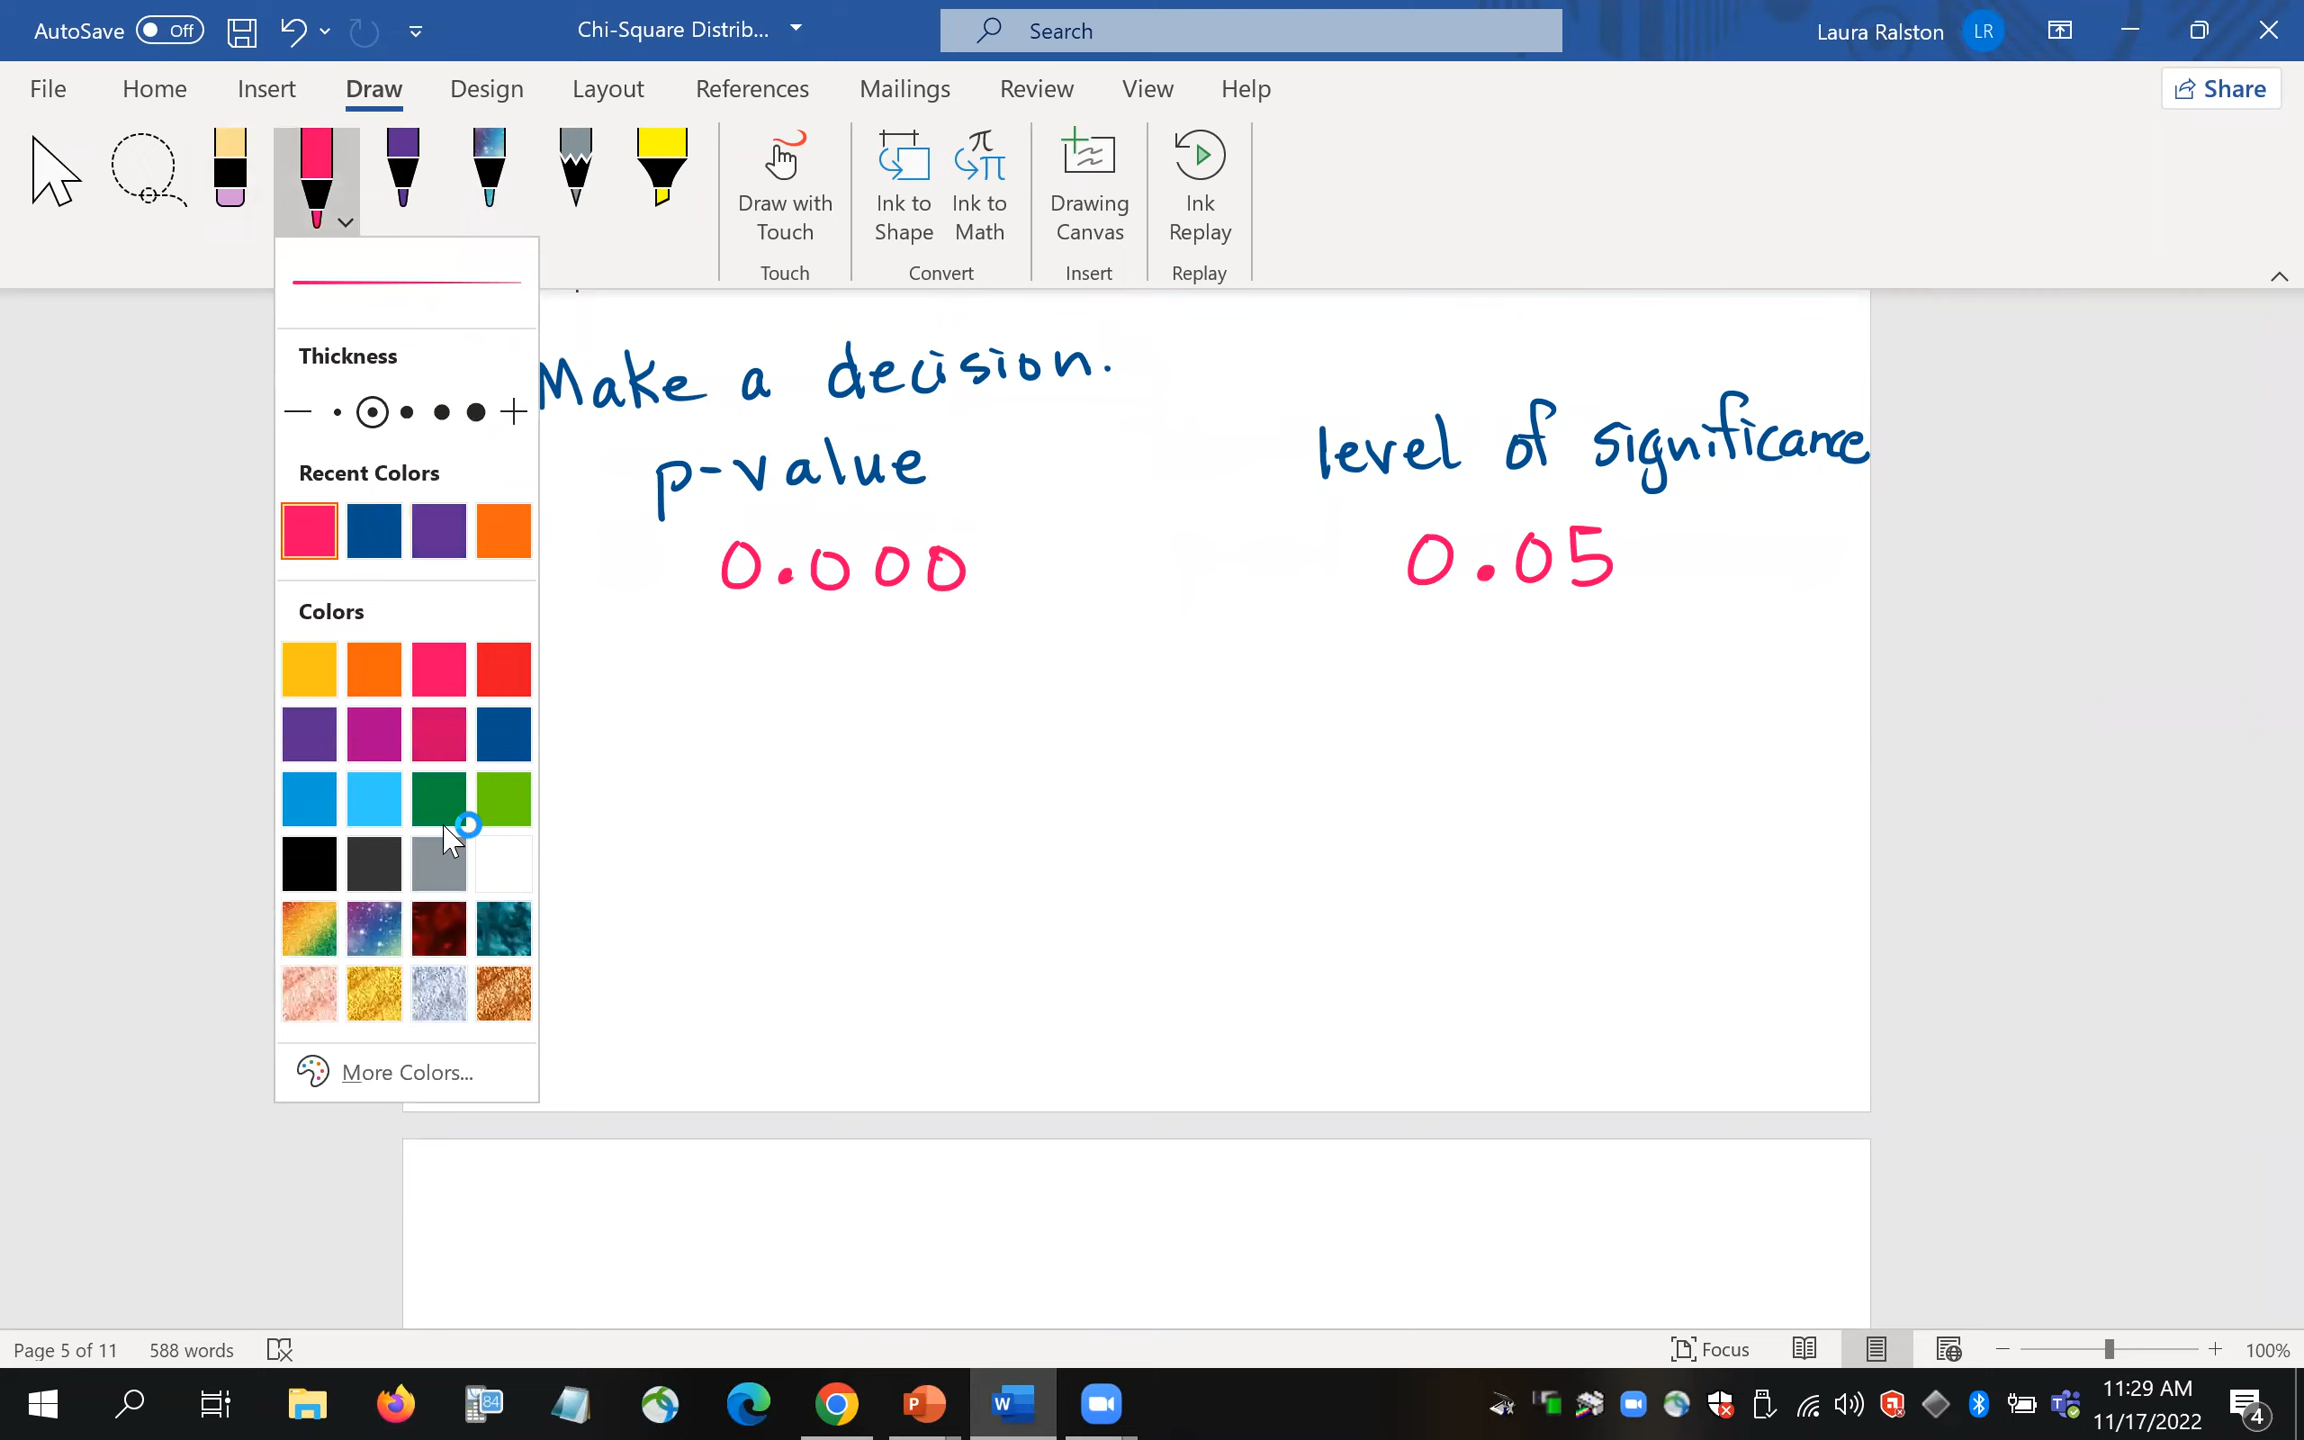 AutoSave Off Chi-Square Distrib... Search Laura Ralston LR
File Home Insert Draw Design Layout References Mailings Review View Help Share
Draw with Touch Ink to Shape Ink to Math Drawing Canvas Ink Replay
Touch Convert Insert Replay
Thickness
Recent Colors
Colors
More Colors...
Make a decision.
p-value level of significance
0.000 0.05
Page 5 of 11 588 words Focus 100%
84
11:29 AM
11/17/2022
4